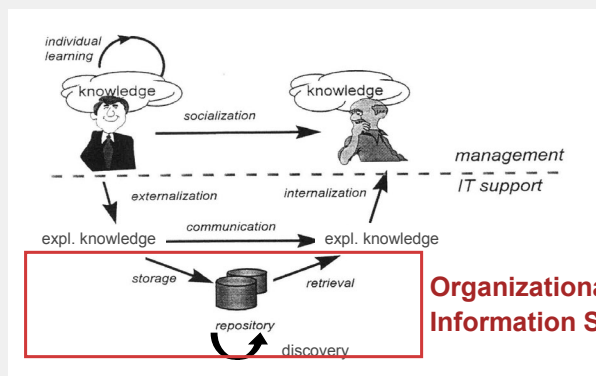 individual
learning
knowledge
knowledge
socialization
management
IT support
externalization
internalization
communication
expl. knowledge
expl. knowledge
storage
retrieval
repository
discovery
Organizationa
Information S